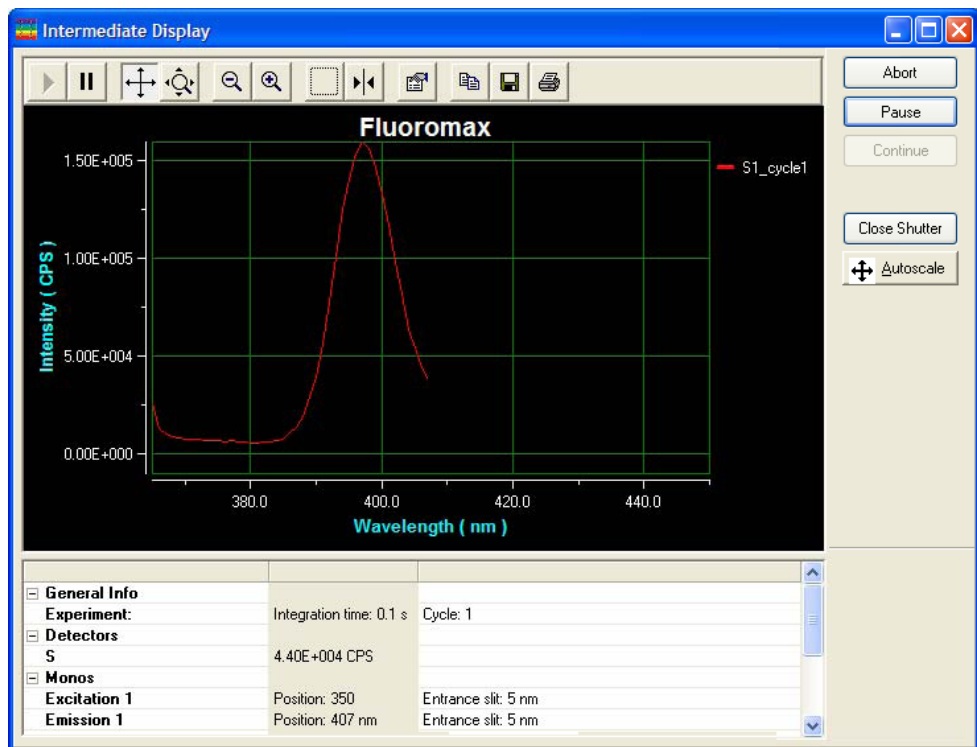 Intermediate Display
Abort
Pause
Continue
Close Shutter
Autoscale
Fluoromax
S1_cycle1
1.50E+005
1.00E+005
5.00E+004
0.00E+000
Intensity ( CPS )
380.0 400.0 420.0 440.0
Wavelength ( nm )
General Info
Experiment: Integration time: 0.1 s Cycle: 1
Detectors
S 4.40E+004 CPS
Monos
Excitation 1 Position: 350 Entrance slit: 5 nm
Emission 1 Position: 407 nm Entrance slit: 5 nm